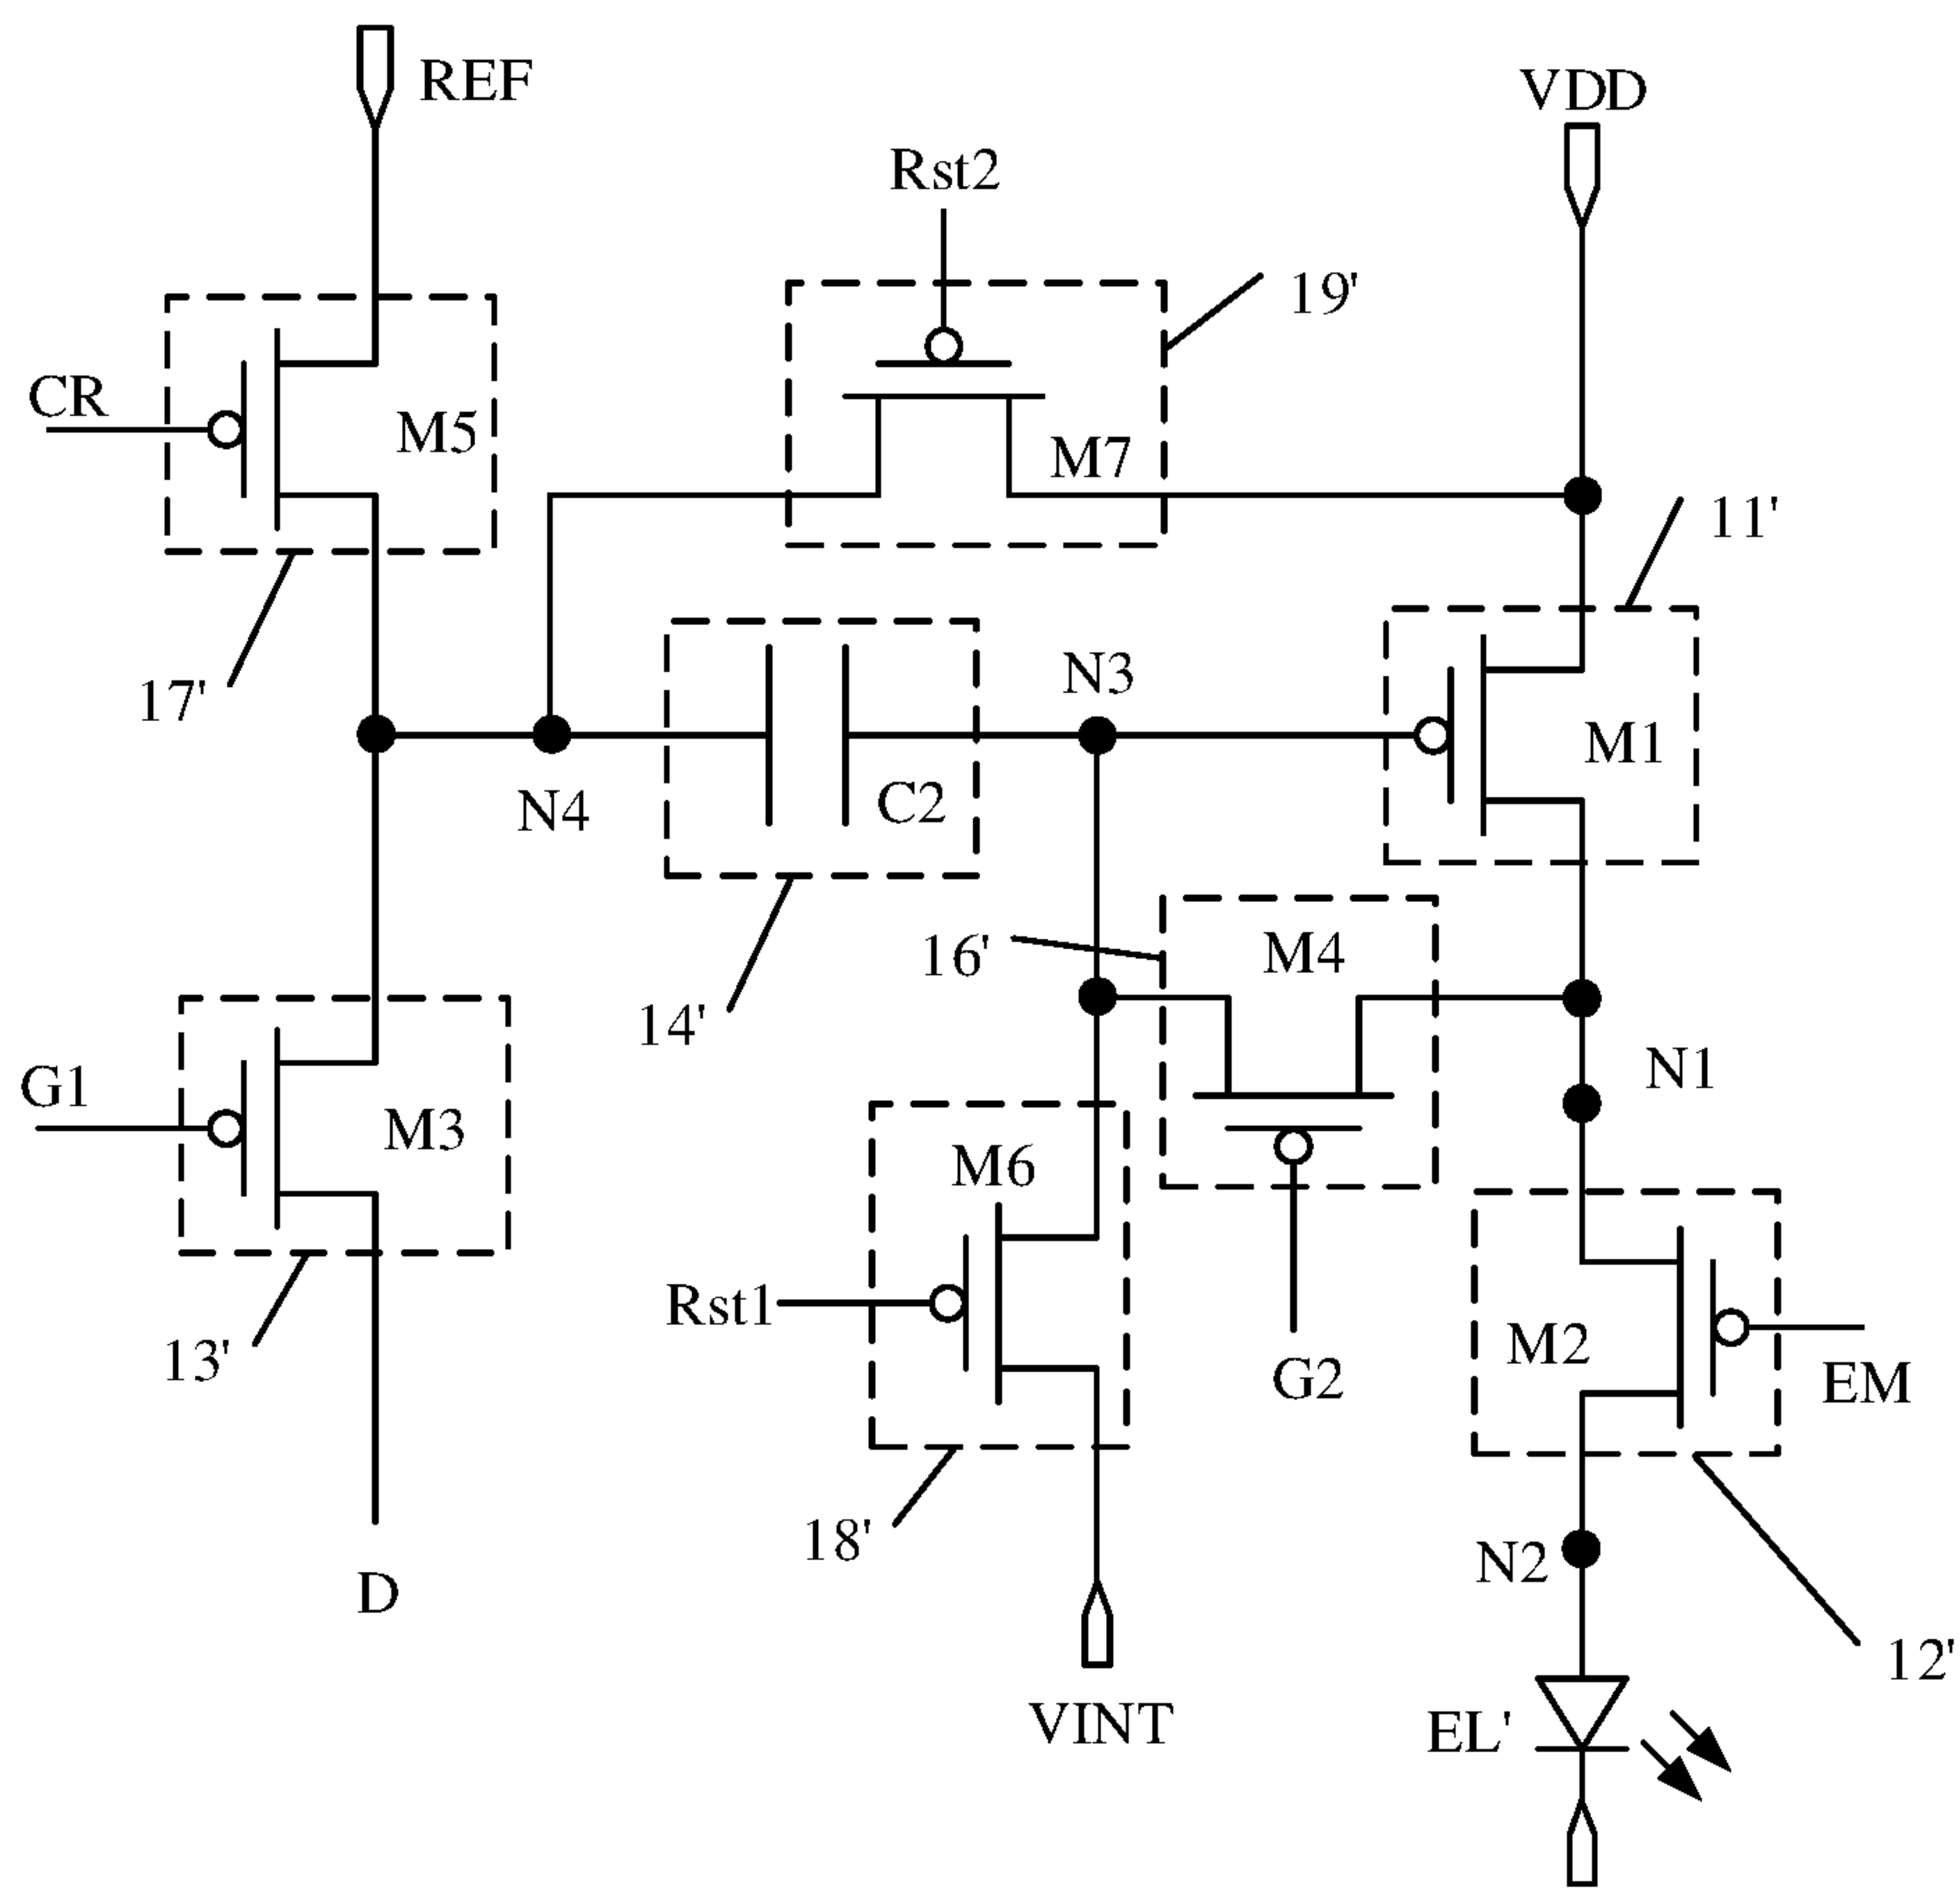 REF
VDD
Rst2
19'
CR
M5
M7
11'
17'
N3
M1
N4
C2
16'
M4
14'
N1
G1
M3
M6
Rst1
M2
13'
G2
EM
18'
N2
D
12'
VINT
EL'